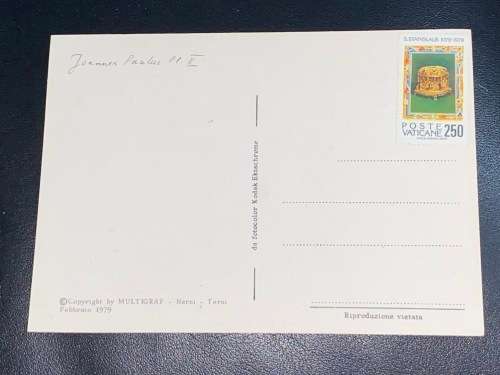 Joannes Paulus PP. II
S. STANISLAUS 1079-1979
POSTE
VATICANE 250
da fotocolor Kodak Ektachrome
©Copyright by MULTIGRAF - Narni - Terni
Febbraio 1979
Riproduzione vietata